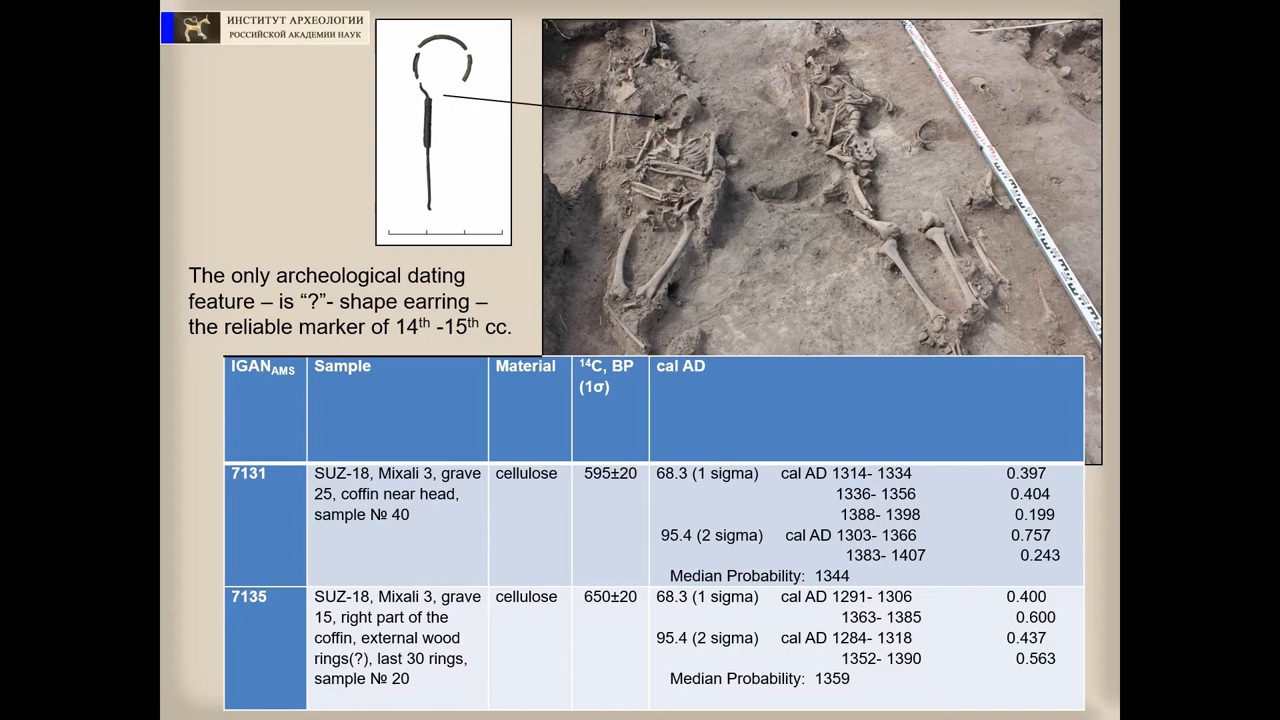 ИНСТИТУТ АРХЕОЛОГИИ
РОССИЙСКОЙ АКАДЕМИИ НАУК
The only archeological dating
feature – is “?”- shape earring –
the reliable marker of 14th -15th cc.
IGANAMS Sample Material 14C, BP (1σ) cal AD
7131 SUZ-18, Mixali 3, grave cellulose 595±20 68.3 (1 sigma) cal AD 1314- 1334 0.397
25, coffin near head, 1336- 1356 0.404
sample № 40 1388- 1398 0.199
95.4 (2 sigma) cal AD 1303- 1366 0.757
1383- 1407 0.243
Median Probability: 1344
7135 SUZ-18, Mixali 3, grave cellulose 650±20 68.3 (1 sigma) cal AD 1291- 1306 0.400
15, right part of the 1363- 1385 0.600
coffin, external wood 95.4 (2 sigma) cal AD 1284- 1318 0.437
rings(?), last 30 rings, 1352- 1390 0.563
sample № 20 Median Probability: 1359